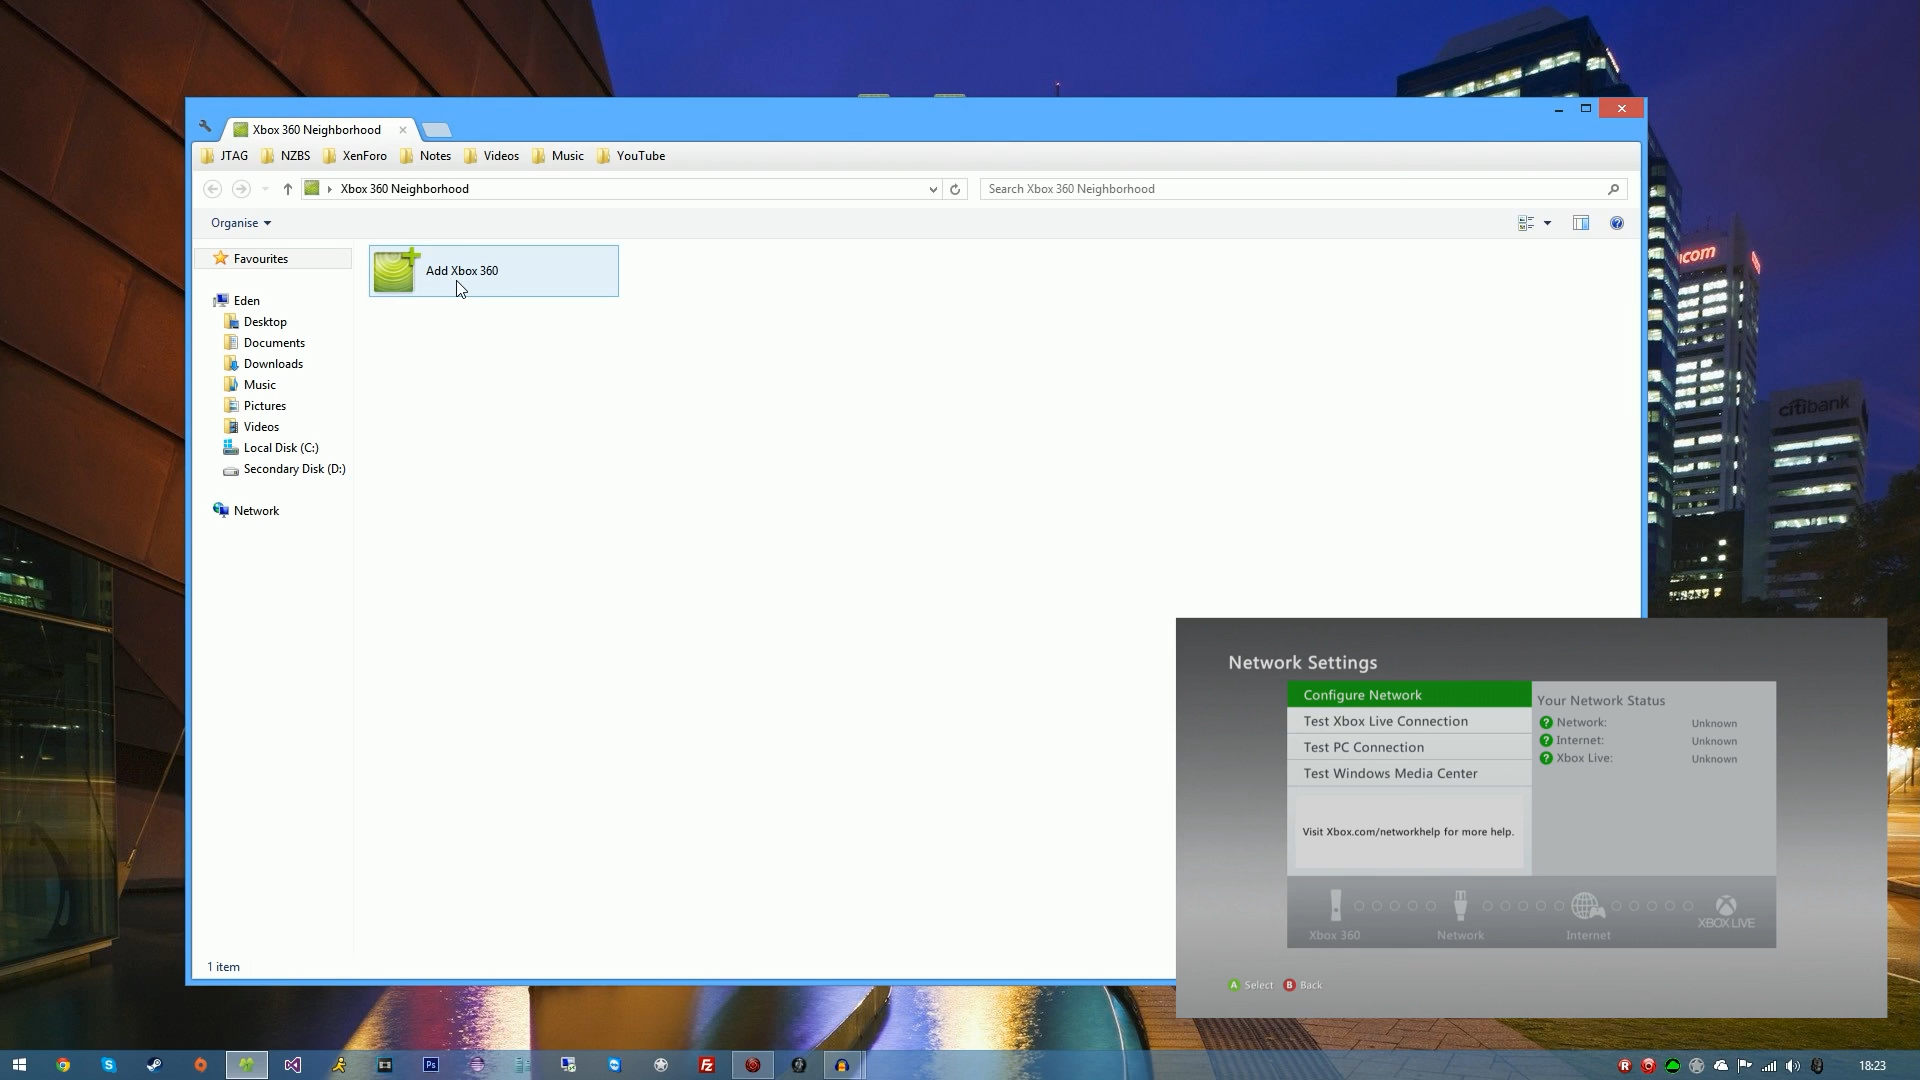 Xbox 360 Neighborhood
JTAG NZBS XenForo Notes Videos Music YouTube
Xbox 360 Neighborhood
Search Xbox 360 Neighborhood
Organise
Favourites
Add Xbox 360
Eden
Desktop
Documents
Downloads
Music
Pictures
Videos
Local Disk (C:)
Secondary Disk (D:)
Network
1 item
com
citibank
Network Settings
Configure Network
Test Xbox Live Connection
Test PC Connection
Test Windows Media Center
Visit Xbox.com/networkhelp for more help.
Your Network Status
? Network: Unknown
? Internet: Unknown
? Xbox Live: Unknown
Xbox 360 Network Internet XBOX LIVE
A Select B Back
Ps Fz R 18:23